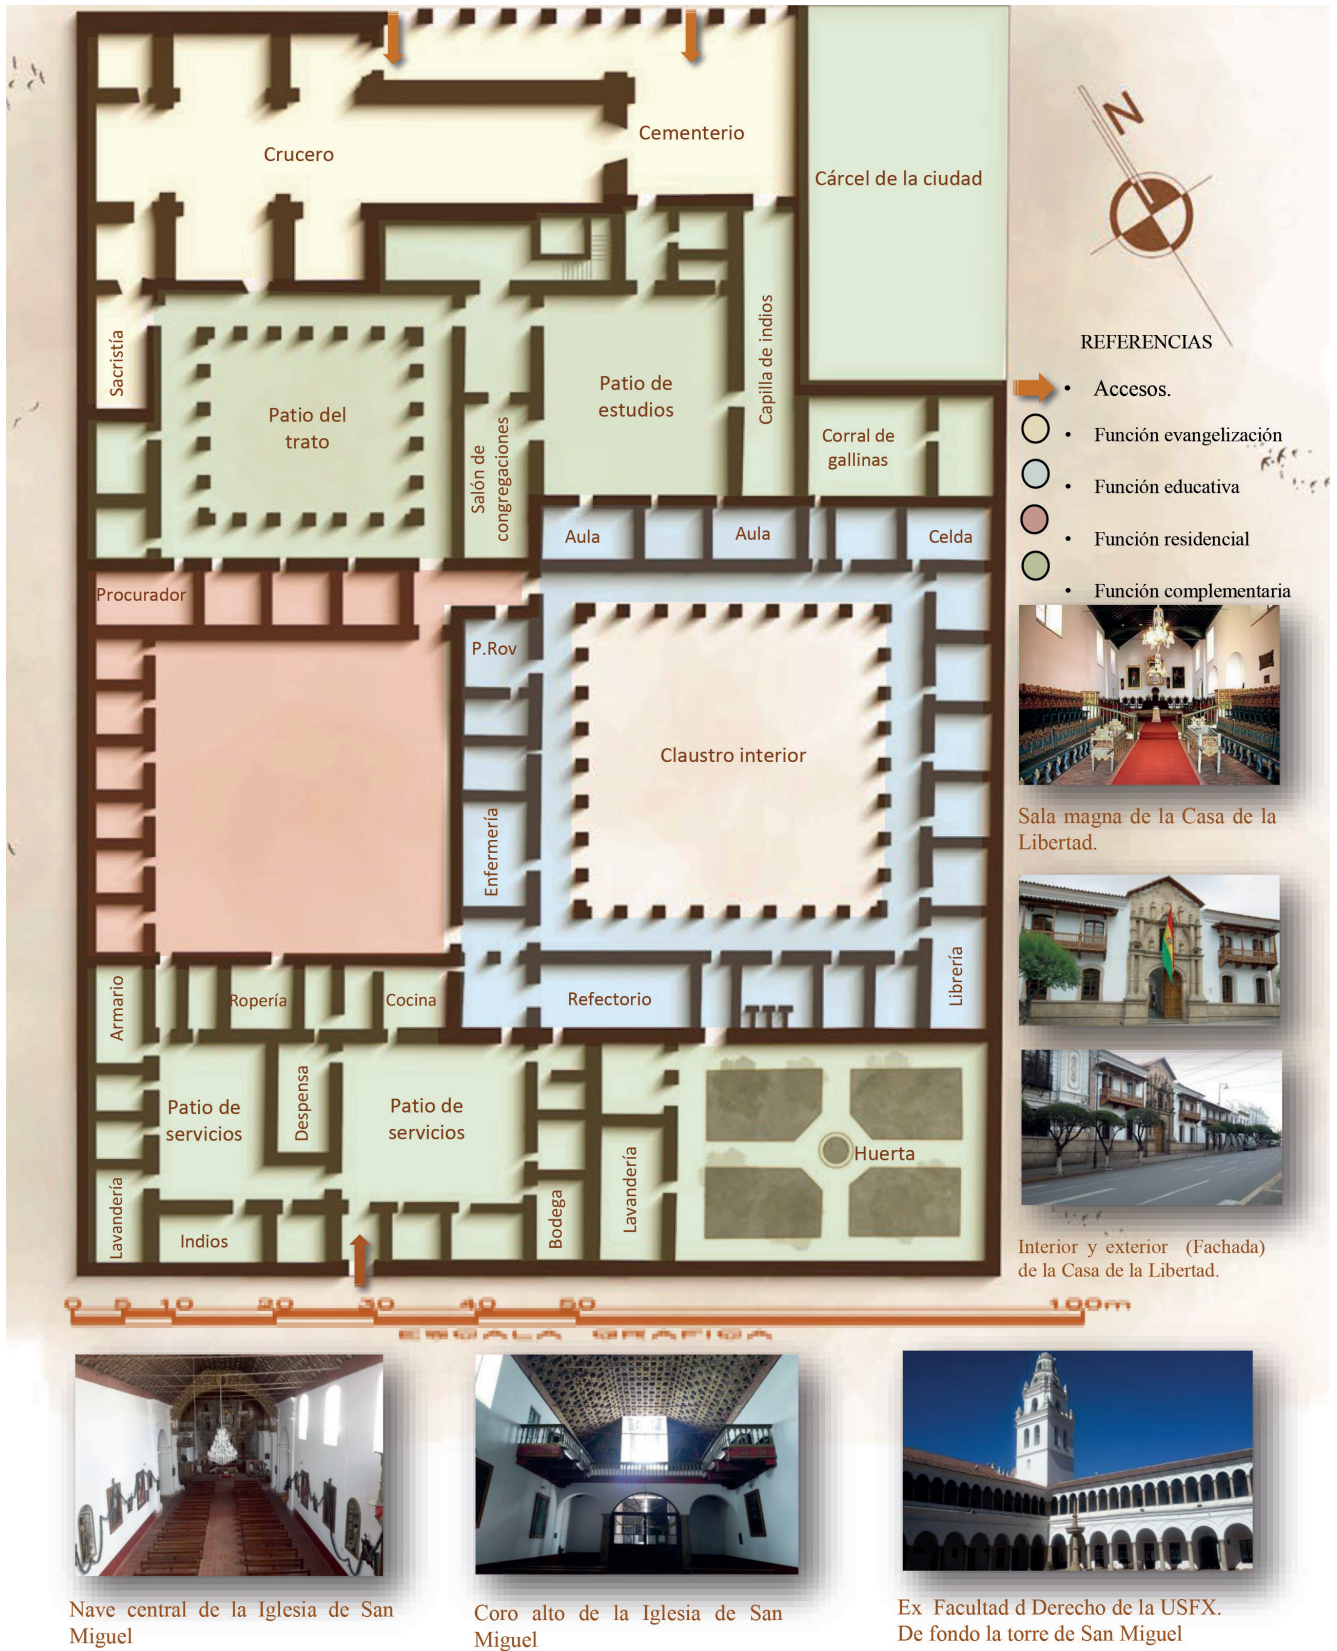 N
Crucero
Cementerio
Cárcel de la ciudad
Sacristía
Patio del
trato
Salón de
congregaciones
Patio de
estudios
Capilla de indios
Corral de
gallinas
REFERENCIAS
• Accesos.
• Función evangelización
• Función educativa
• Función residencial
• Función complementaria
Aula
Aula
Celda
Procurador
P.Rov
Claustro interior
Enfermería
Armario
Ropería
Cocina
Refectorio
Librería
Patio de
servicios
Despensa
Patio de
servicios
Huerta
Lavandería
Indios
Bodega
Lavandería
Sala magna de la Casa de la
Libertad.
Interior y exterior (Fachada)
de la Casa de la Libertad.
0 5 10 20 30 40 50 100m
ESCALA GRAFICA
Nave central de la Iglesia de San
Miguel
Coro alto de la Iglesia de San
Miguel
Ex Facultad d Derecho de la USFX.
De fondo la torre de San Miguel